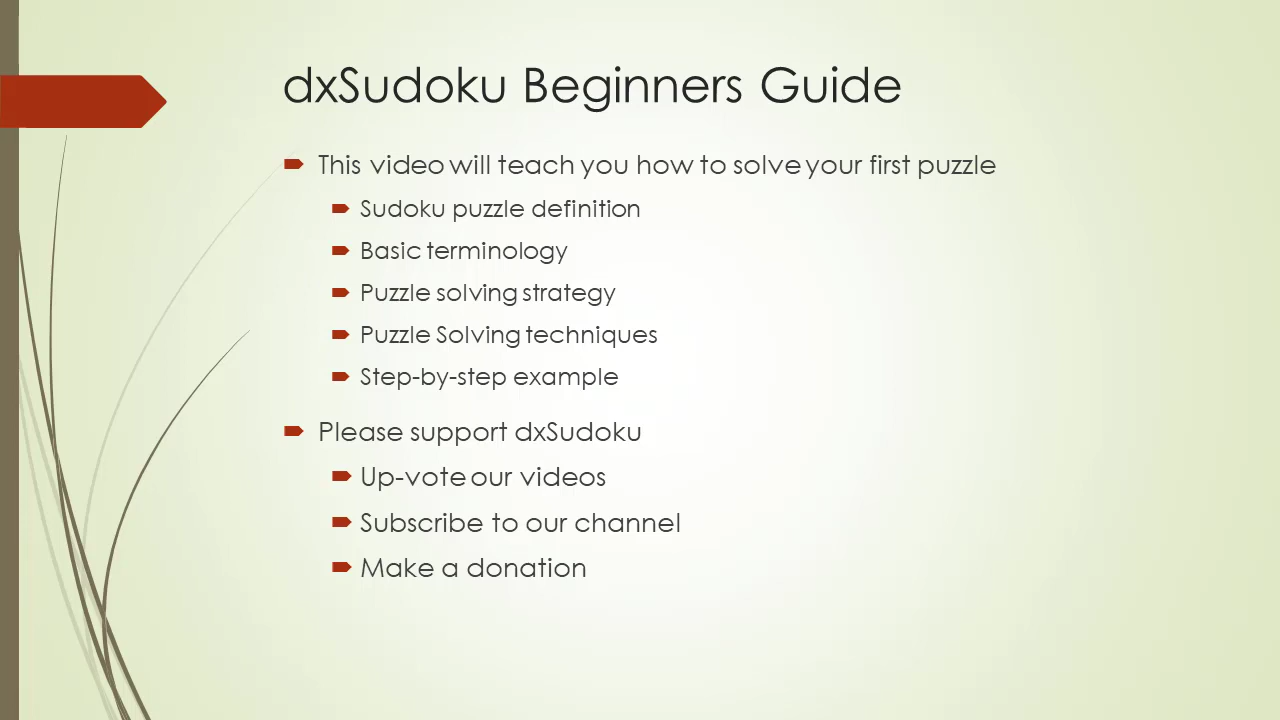 dxSudoku Beginners Guide
This video will teach you how to solve your first puzzle
Sudoku puzzle definition
Basic terminology
Puzzle solving strategy
Puzzle Solving techniques
Step-by-step example
Please support dxSudoku
Up-vote our videos
Subscribe to our channel
Make a donation